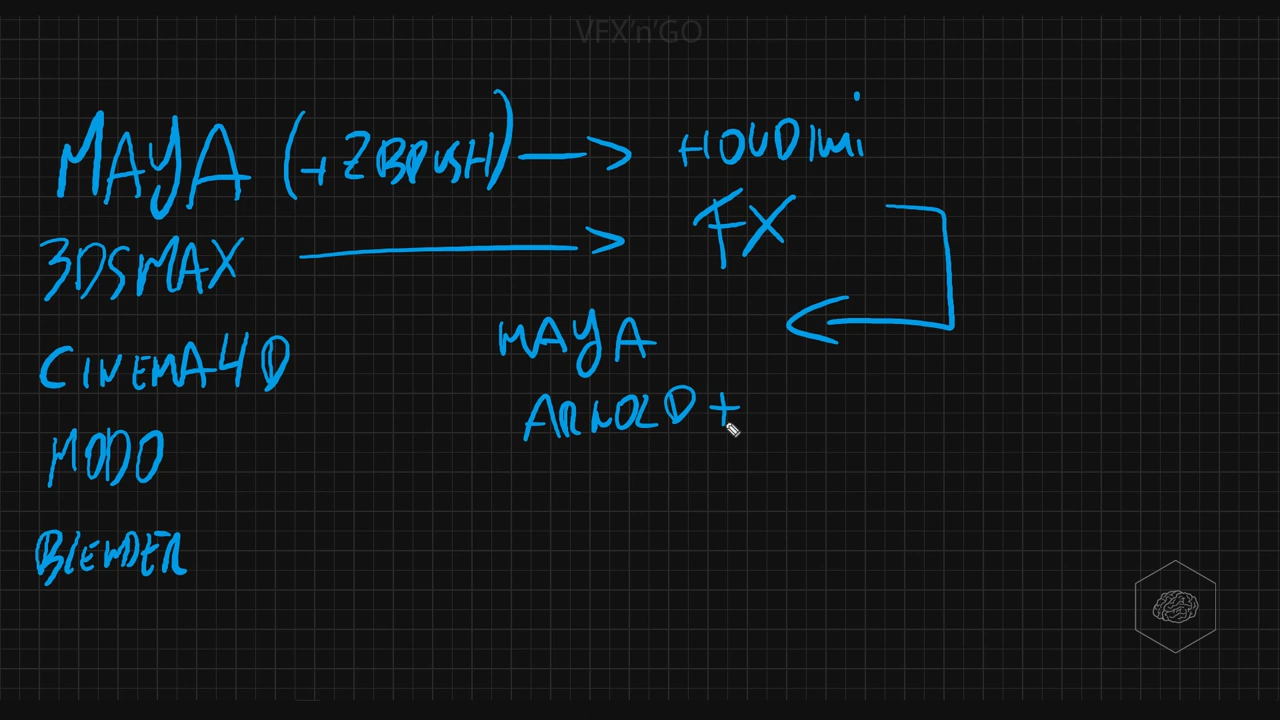 VFX'n'GO
MAYA (+ZBRUSH) → HOUDINI
3DSMAX → FX
MAYA
CINEMA4D
ARNOLD +
MODO
BLENDER